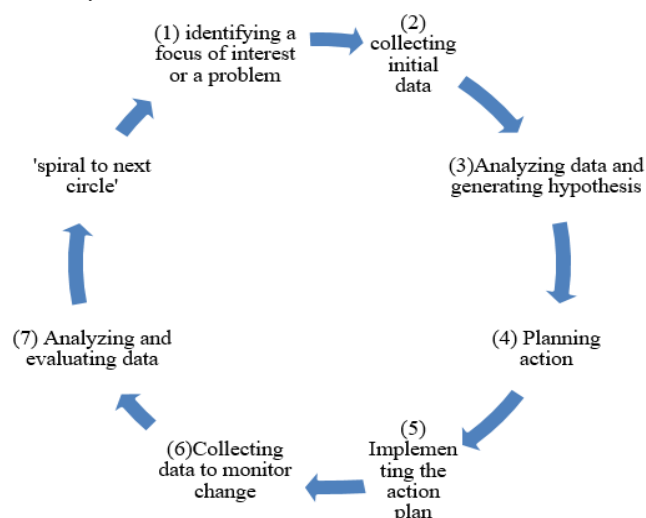 (1) identifying a
focus of interest
or a problem
(2)
collecting
initial
data
(3)Analyzing data and
generating hypothesis
(4) Planning
action
(5)
Implemen
ting the
action
plan
(6)Collecting
data to monitor
change
(7) Analyzing and
evaluating data
'spiral to next
circle'